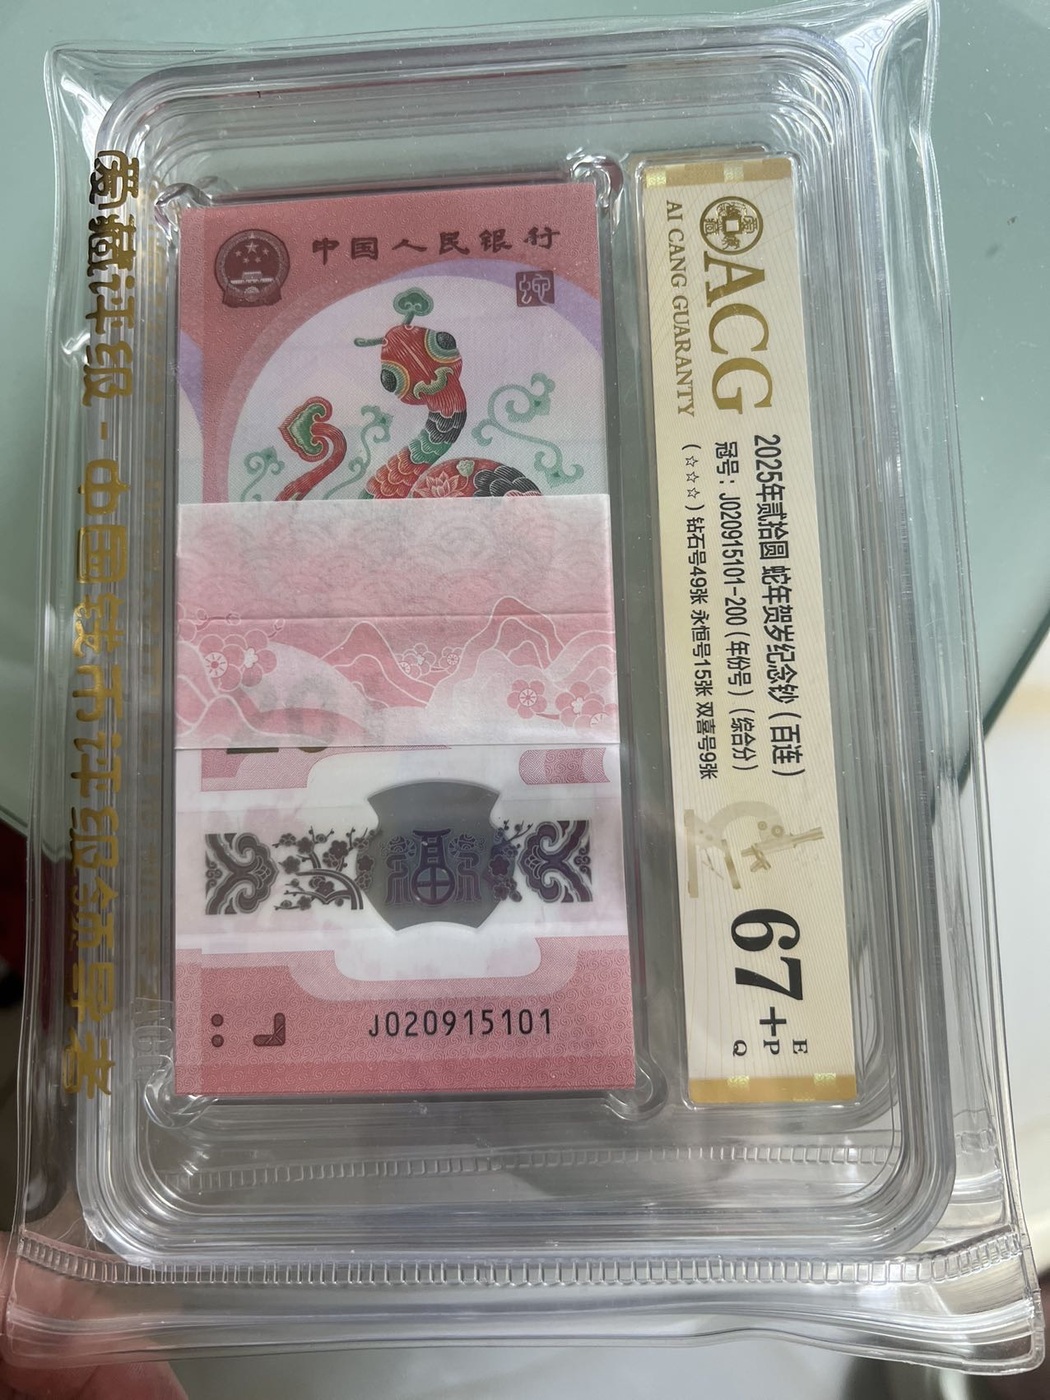 爱藏评级 - 中国钱币评级领导者
中国人民银行
蛇
福
J020915101
ACG
AI CANG GUARANTY
2025年贰拾圆 蛇年贺岁纪念钞 (百连)
冠号: J020915101-200 (年份号) (综合分)
(☆☆☆) 钻石号49张 永恒号15张 双喜号9张
67+
E
P
Q